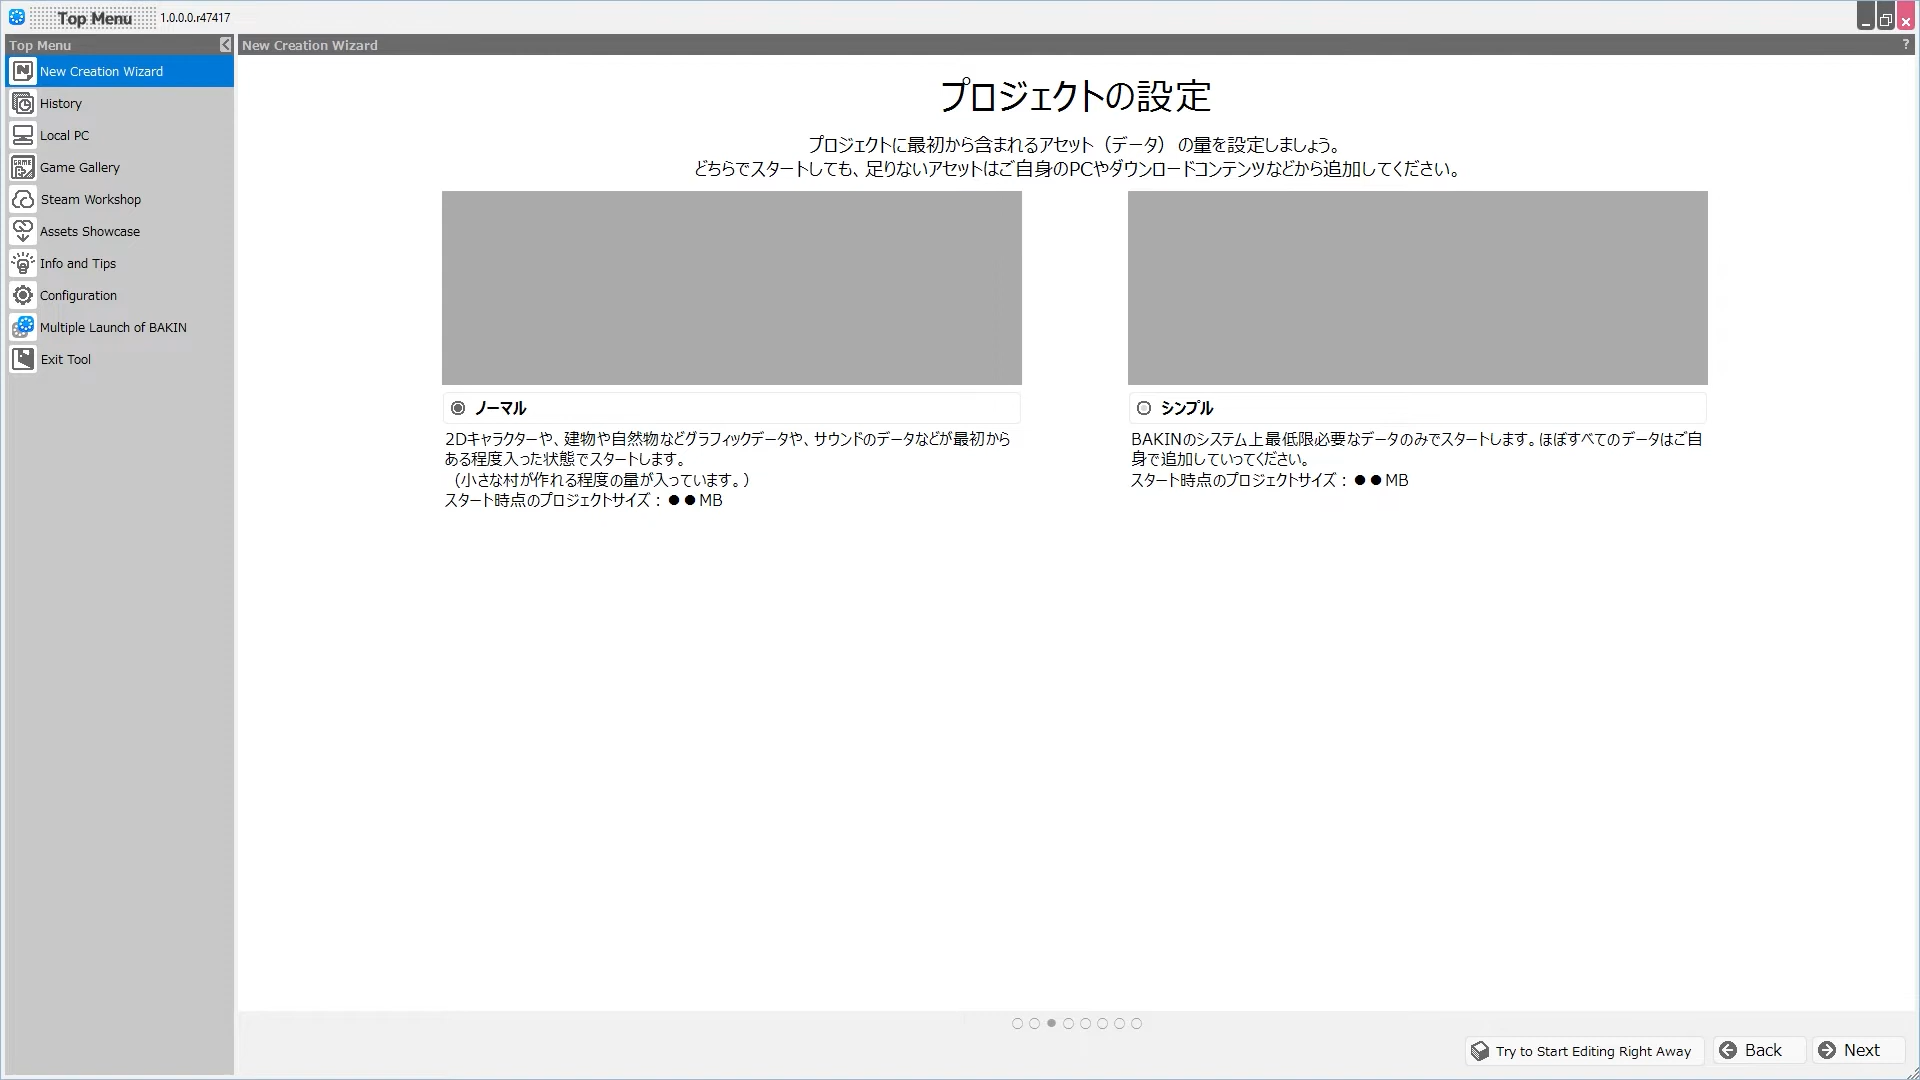 Top Menu 1.0.0.0.r47417
Top Menu
New Creation Wizard
History
Local PC
Game Gallery
Steam Workshop
Assets Showcase
Info and Tips
Configuration
Multiple Launch of BAKIN
Exit Tool
New Creation Wizard ?
プロジェクトの設定
プロジェクトに最初から含まれるアセット（データ）の量を設定しましょう。
どちらでスタートしても、足りないアセットはご自身のPCやダウンロードコンテンツなどから追加してください。
ノーマル
2Dキャラクターや、建物や自然物などグラフィックデータや、サウンドのデータなどが最初から
ある程度入った状態でスタートします。
（小さな村が作れる程度の量が入っています。）
スタート時点のプロジェクトサイズ：●●MB
シンプル
BAKINのシステム上最低限必要なデータのみでスタートします。ほぼすべてのデータはご自
身で追加していってください。
スタート時点のプロジェクトサイズ：●●MB
Try to Start Editing Right Away
Back
Next